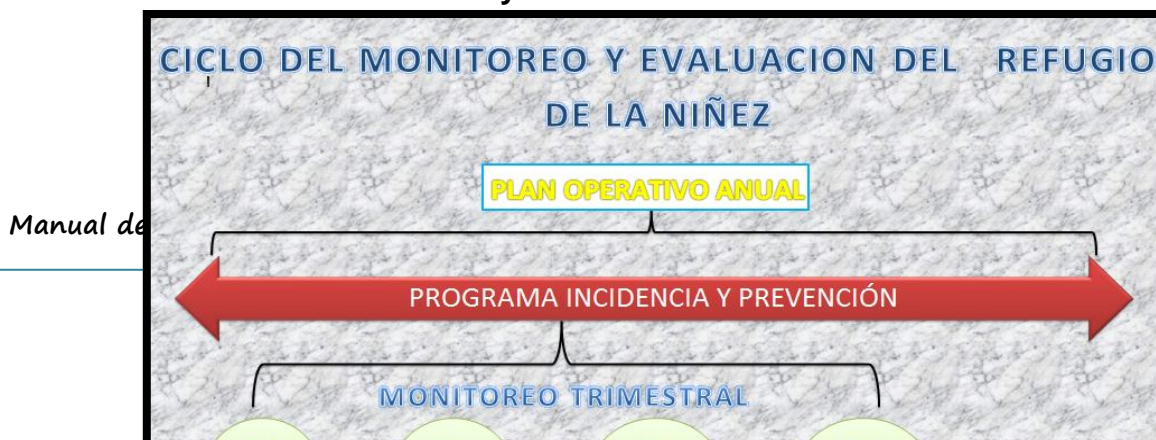 CICLO DEL MONITOREO Y EVALUACION DEL REFUGIO
DE LA NIÑEZ
PLAN OPERATIVO ANUAL
Manual de
PROGRAMA INCIDENCIA Y PREVENCIÓN
MONITOREO TRIMESTRAL